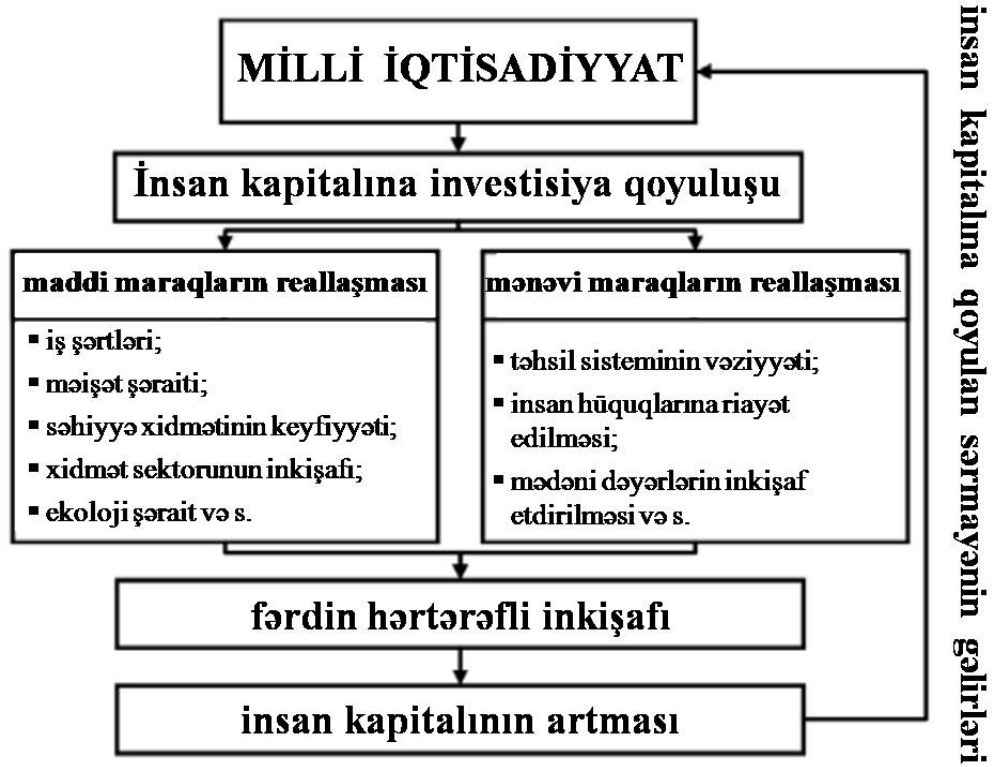 MİLLİ İQTİSADİYYAT
İnsan kapitalına investisiya qoyuluşu
maddi maraqların reallaşması
▪ iş şərtləri;
▪ məişət şəraiti;
▪ səhiyyə xidmətinin keyfiyyəti;
▪ xidmət sektorunun inkişafı;
▪ ekoloji şərait və s.
mənəvi maraqların reallaşması
▪ təhsil sisteminin vəziyyəti;
▪ insan hüquqlarına riayət
edilməsi;
▪ mədəni dəyərlərin inkişaf
etdirilməsi və s.
fərdin hərtərəfli inkişafı
insan kapitalının artması
insan kapitalına qoyulan sərmayənin gəlirləri